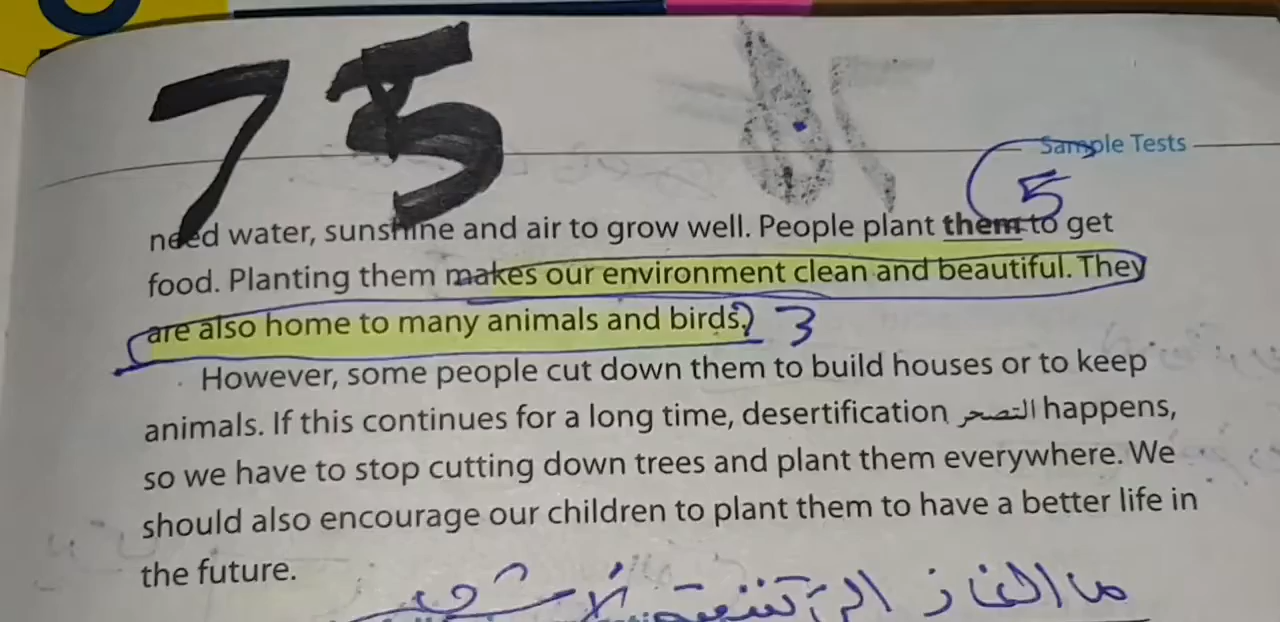 75
Sample Tests
5
need water, sunshine and air to grow well. People plant them to get
food. Planting them makes our environment clean and beautiful. They
are also home to many animals and birds. 3
However, some people cut down them to build houses or to keep
animals. If this continues for a long time, desertification التصحر happens,
so we have to stop cutting down trees and plant them everywhere. We
should also encourage our children to plant them to have a better life in
the future.
ما الغاز الذي